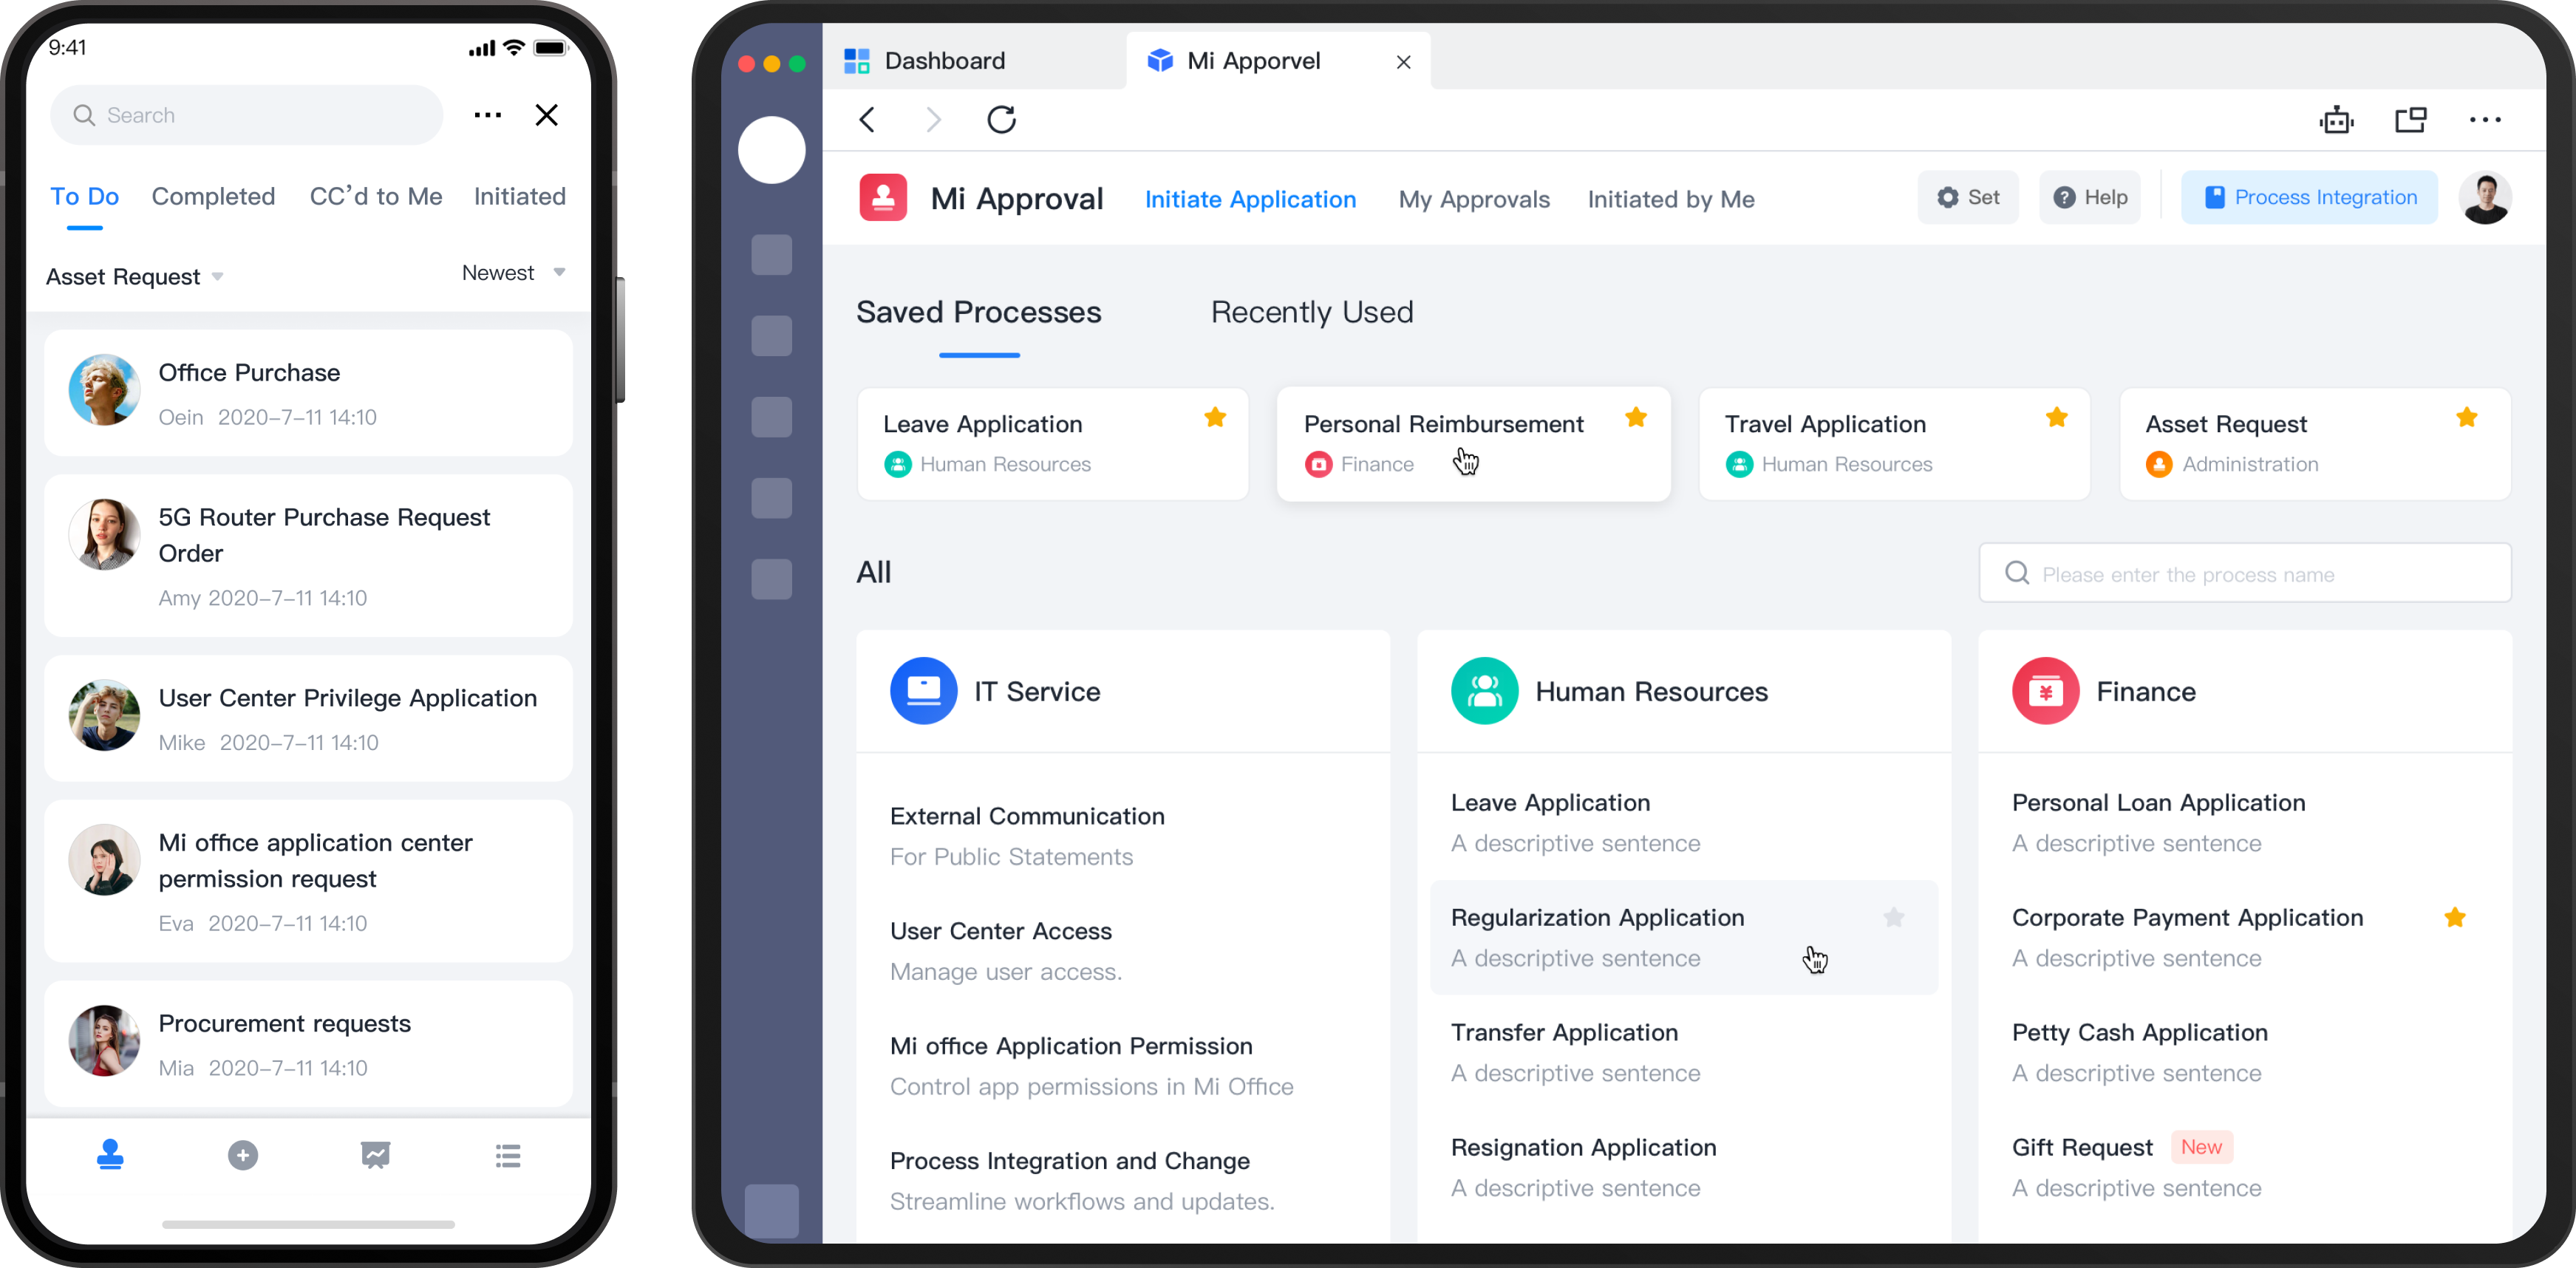 9:41
Search
To Do
Completed
CC’d to Me
Initiated
Asset Request
Newest
Office Purchase
Oein 2020-7-11 14:10
5G Router Purchase Request
Order
Amy 2020-7-11 14:10
User Center Privilege Application
Mike 2020-7-11 14:10
Mi office application center
permission request
Eva 2020-7-11 14:10
Procurement requests
Mia 2020-7-11 14:10
Dashboard
Mi Apporvel
Mi Approval
Initiate Application
My Approvals
Initiated by Me
Set
Help
Process Integration
Saved Processes
Recently Used
Leave Application
Human Resources
Personal Reimbursement
Finance
Travel Application
Human Resources
Asset Request
Administration
All
Please enter the process name
IT Service
External Communication
For Public Statements
User Center Access
Manage user access.
Mi office Application Permission
Control app permissions in Mi Office
Process Integration and Change
Streamline workflows and updates.
Human Resources
Leave Application
A descriptive sentence
Regularization Application
A descriptive sentence
Transfer Application
A descriptive sentence
Resignation Application
A descriptive sentence
¥
Finance
Personal Loan Application
A descriptive sentence
Corporate Payment Application
A descriptive sentence
Petty Cash Application
A descriptive sentence
Gift Request New
A descriptive sentence